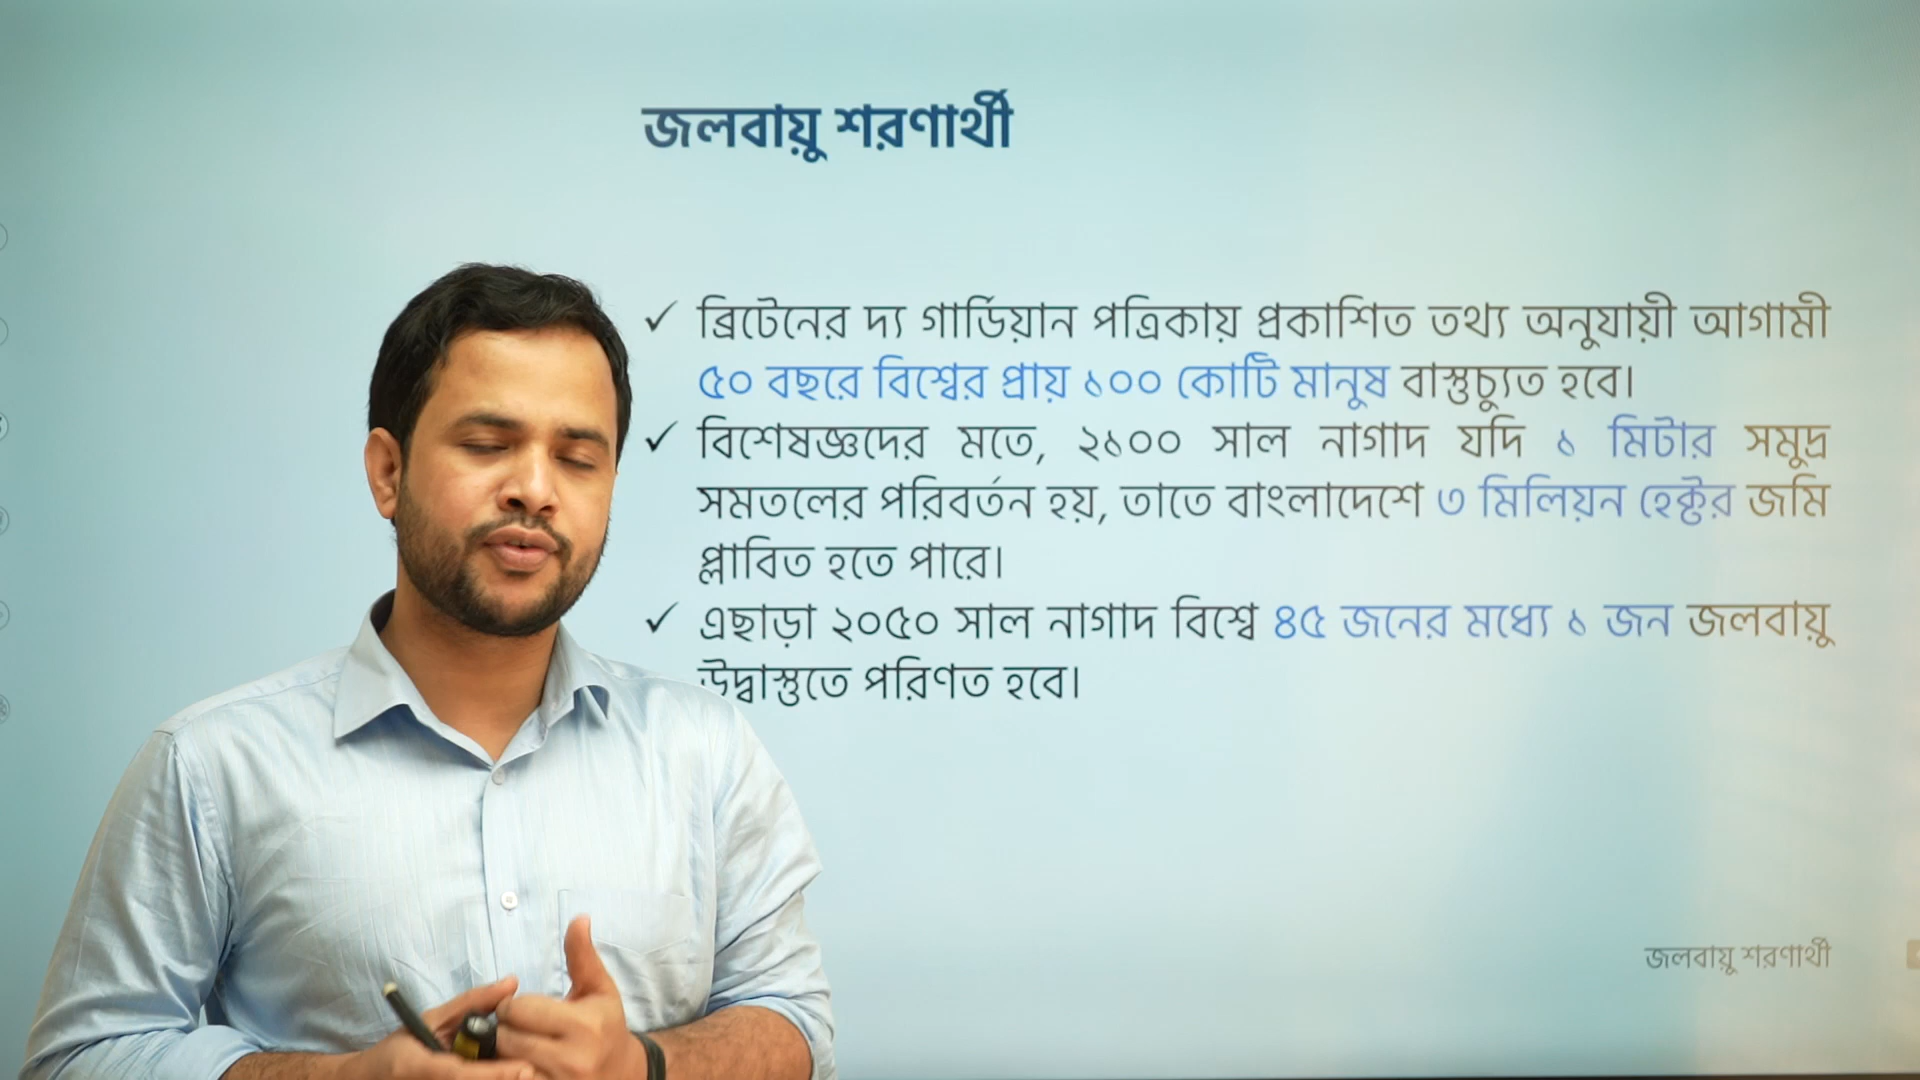 জলবায়ু শরণার্থী
✓ ব্রিটেনের দ্য গার্ডিয়ান পত্রিকায় প্রকাশিত তথ্য অনুযায়ী আগামী
৫০ বছরে বিশ্বের প্রায় ১০০ কোটি মানুষ বাস্তুচ্যুত হবে।
✓ বিশেষজ্ঞদের মতে, ২১০০ সাল নাগাদ যদি ১ মিটার সমুদ্র
সমতলের পরিবর্তন হয়, তাতে বাংলাদেশে ৩ মিলিয়ন হেক্টর জমি
প্লাবিত হতে পারে।
✓ এছাড়া ২০৫০ সাল নাগাদ বিশ্বে ৪৫ জনের মধ্যে ১ জন জলবায়ু
উদ্বাস্তুতে পরিণত হবে।
জলবায়ু শরণার্থী